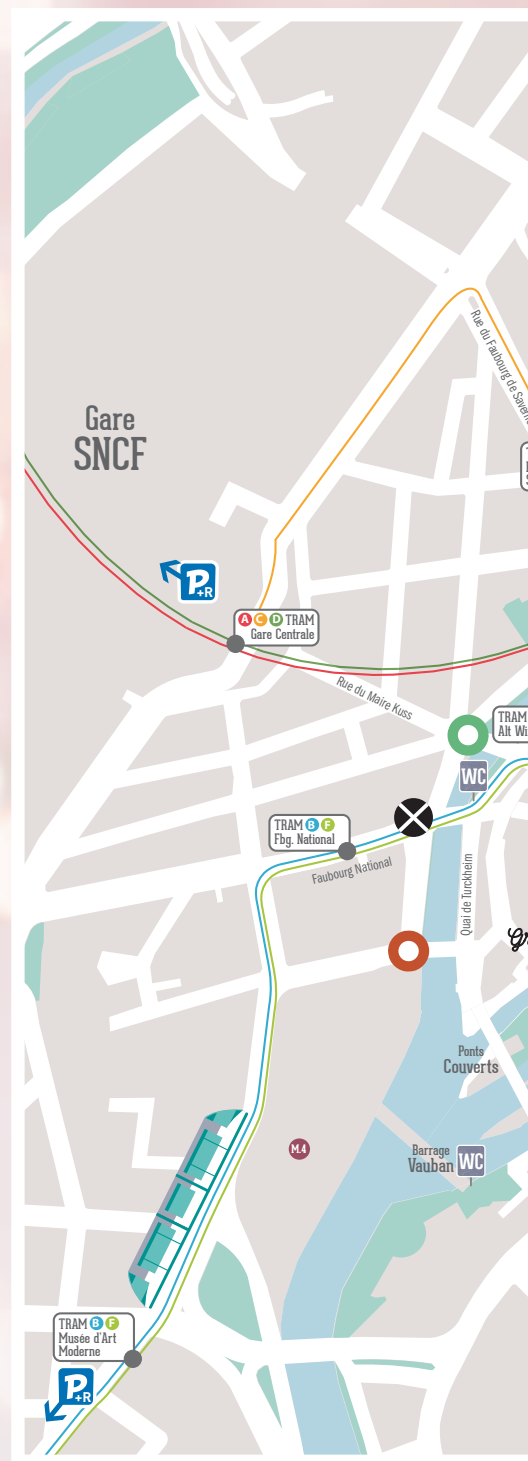 Rue du Faubourg de Saverne
Gare
SNCF
P+R
A C D TRAM
Gare Centrale
Rue du Maire Kuss
TRAM
Alt Wi
WC
TRAM B F
Fbg. National
Faubourg National
Quai de Turckheim
Gr
Ponts
Couverts
M.4
Barrage
Vauban
WC
TRAM B F
Musée d'Art
Moderne
P+R